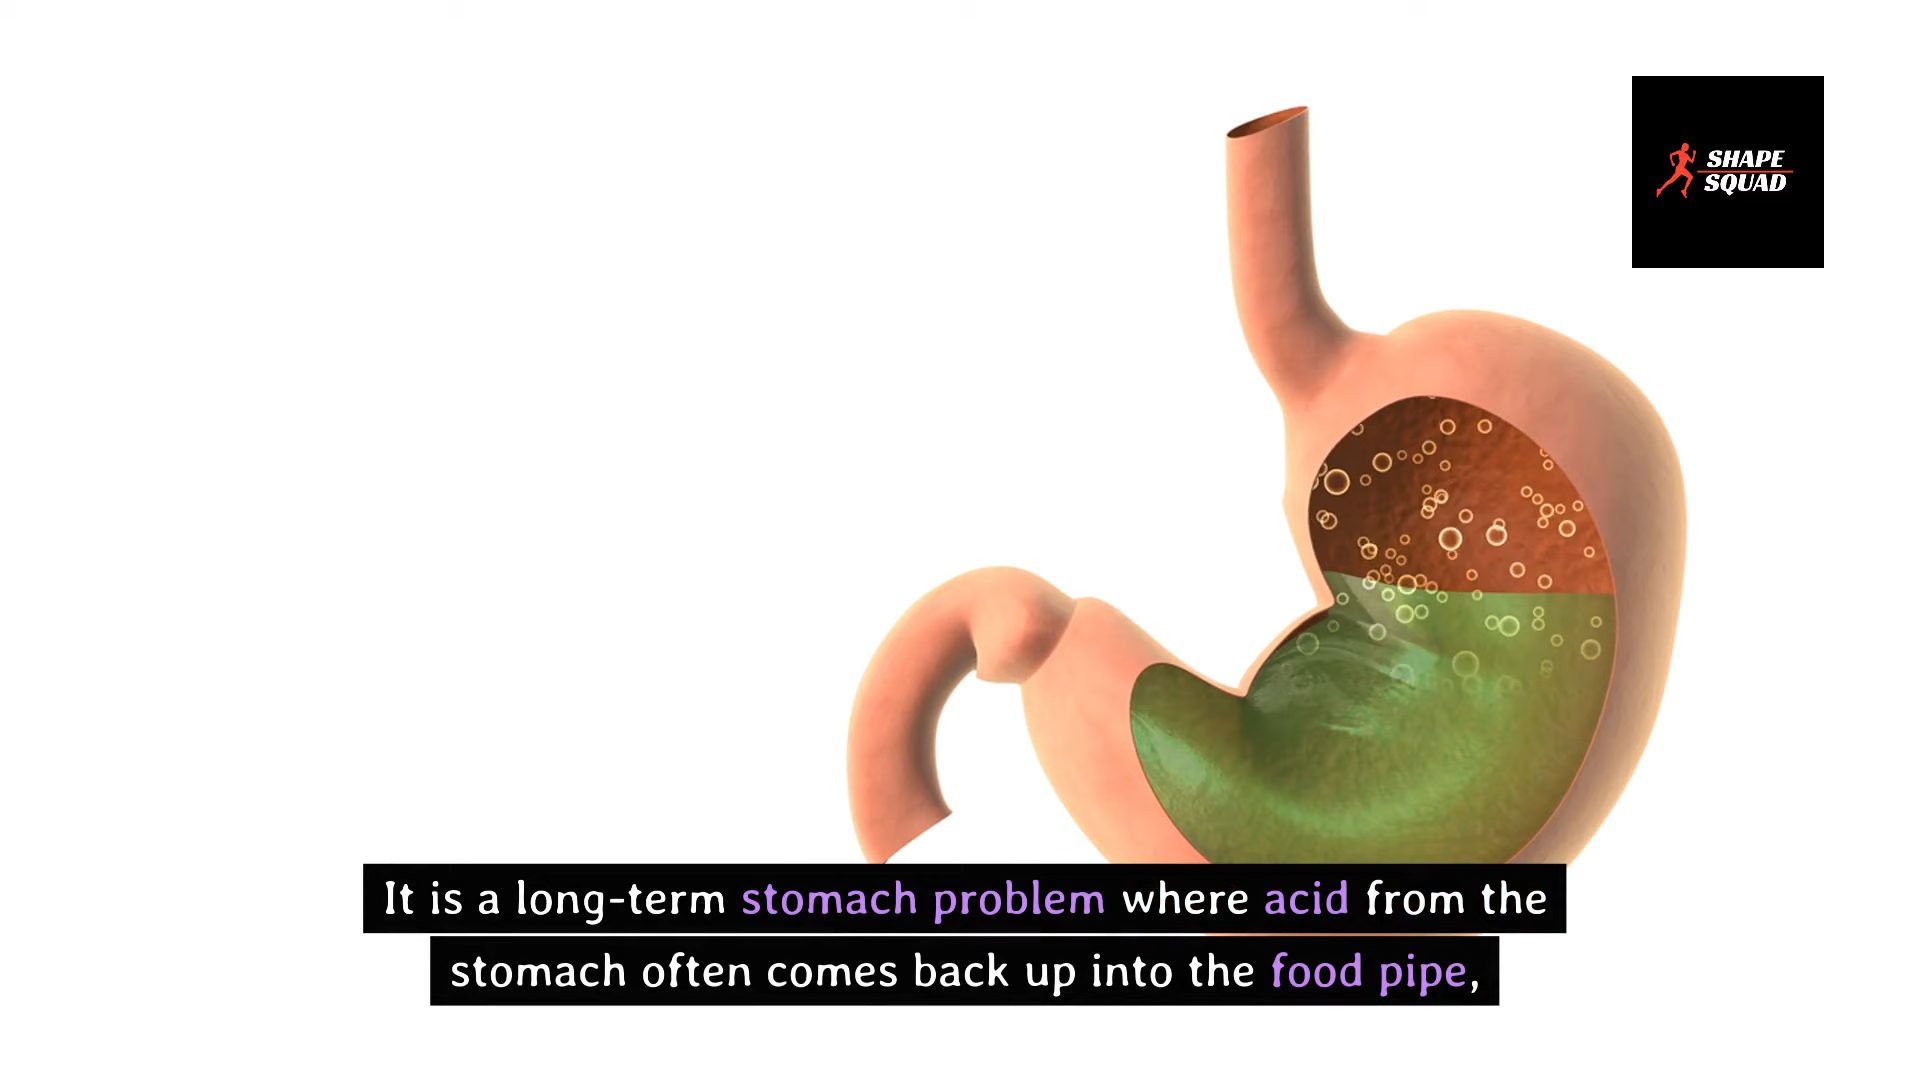 SHAPE
SQUAD
It is a long-term stomach problem where acid from the
stomach often comes back up into the food pipe,